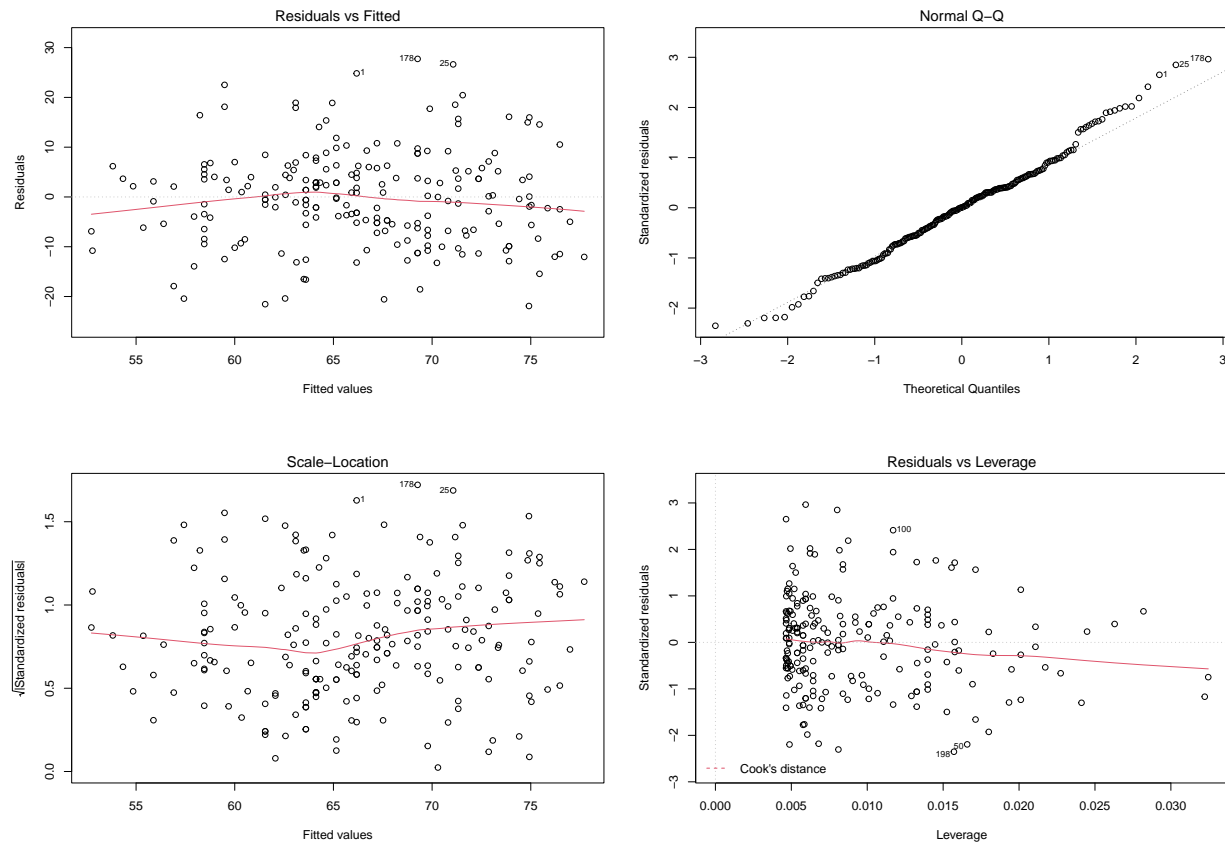 Residuals vs Fitted
Residuals
30
20
10
0
−10
−20
178
25
1
55 60 65 70 75
Fitted values
Normal Q−Q
Standardized residuals
3
2
1
0
−1
−2
178
25
1
−3 −2 −1 0 1 2 3
Theoretical Quantiles
Scale−Location
√|Standardized residuals|
1.5
1.0
0.5
0.0
178
25
1
55 60 65 70 75
Fitted values
Residuals vs Leverage
Standardized residuals
3
2
1
0
−1
−2
−3
100
50
198
Cook's distance
0.000 0.005 0.010 0.015 0.020 0.025 0.030
Leverage